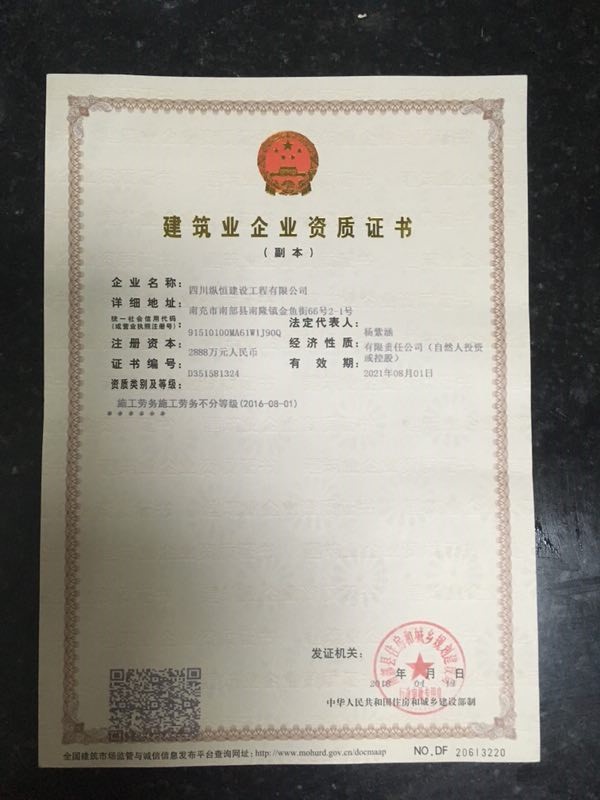 建筑业企业资质证书
(副本)
企业名称: 四川纵恒建设工程有限公司
详细地址: 南充市南部县南隆镇金鱼街66号2-1号
统一社会信用代码
(或营业执照注册号): 91510100MA61W1J90Q 法定代表人: 杨紫涵
注册资本: 2888万元人民币 经济性质: 有限责任公司(自然人投资
或控股)
证书编号: D351581324 有效期: 2021年08月01日
资质类别及等级:
施工劳务施工劳务不分等级(2016-08-01)
******
发证机关:
2018 年 04 月 13 日
中华人民共和国住房和城乡建设部制
全国建筑市场监管与诚信信息发布平台查询网址: http://www.mohurd.gov.cn/docmaap
NO.DF 20613220